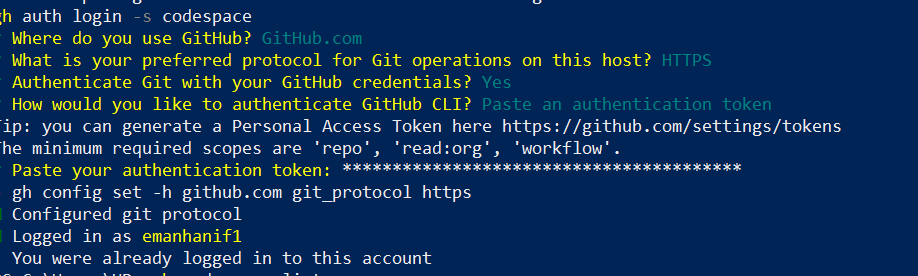 gh auth login -s codespace
Where do you use GitHub? GitHub.com
What is your preferred protocol for Git operations on this host? HTTPS
Authenticate Git with your GitHub credentials? Yes
How would you like to authenticate GitHub CLI? Paste an authentication token
Tip: you can generate a Personal Access Token here https://github.com/settings/tokens
The minimum required scopes are 'repo', 'read:org', 'workflow'.
Paste your authentication token: ****************************************
gh config set -h github.com git_protocol https
Configured git protocol
Logged in as emanhanif1
You were already logged in to this account